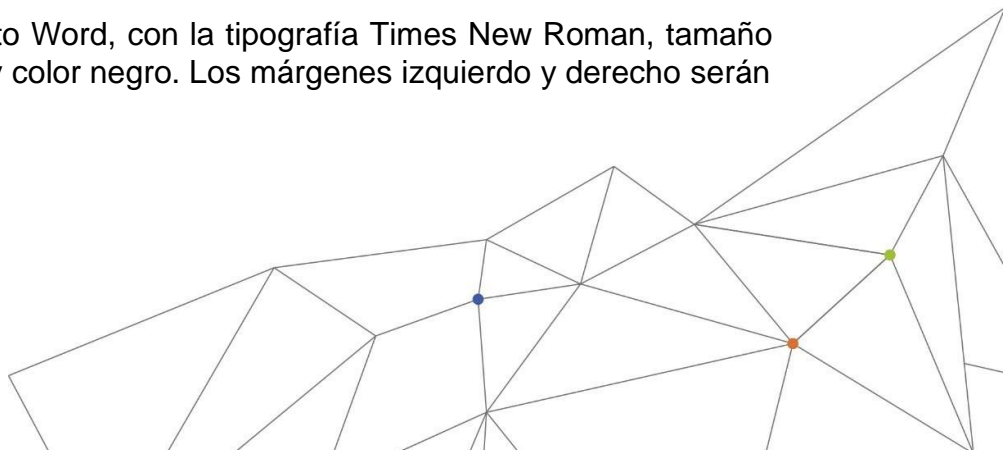 to Word, con la tipografía Times New Roman, tamaño
color negro. Los márgenes izquierdo y derecho serán